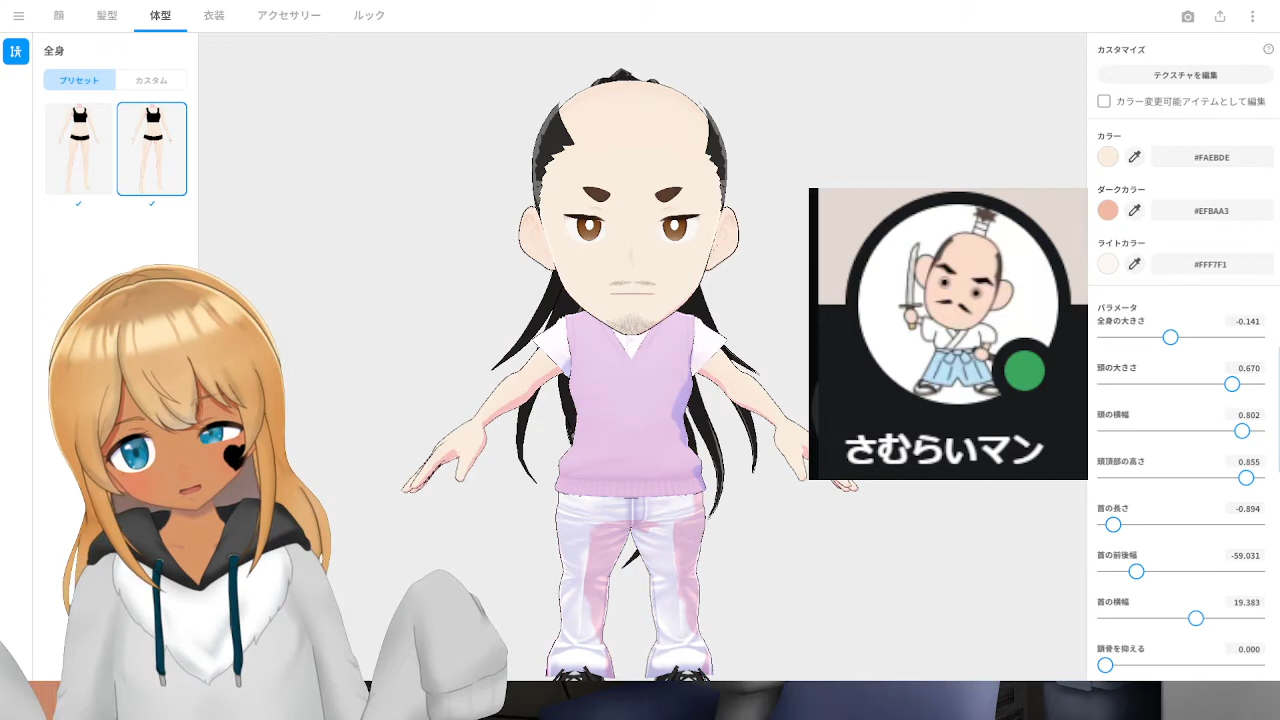 顔
髪型
体型
衣装
アクセサリー
ルック
全身
プリセット
カスタム
カスタマイズ
テクスチャを編集
カラー変更可能アイテムとして編集
カラー
#FAEBDE
ダークカラー
#EFBAA3
ライトカラー
#FFF7F1
パラメータ
全身の大きさ -0.141
頭の大きさ 0.670
頭の横幅 0.802
頭頂部の高さ 0.855
首の長さ -0.894
首の前後幅 -59.031
首の横幅 19.383
鎖骨を抑える 0.000
さむらいマン